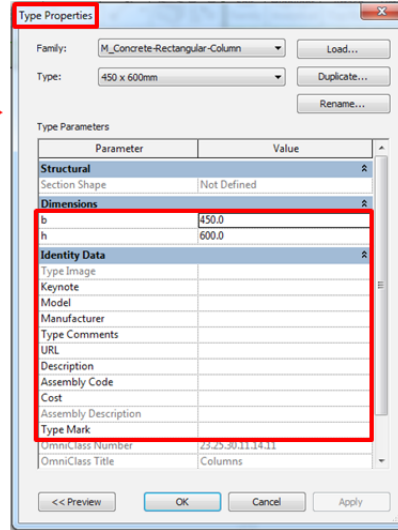 Type Properties
Family: M_Concrete-Rectangular-Column Load...
Type: 450 x 600mm Duplicate...
Rename...
Type Parameters
Parameter Value
Structural
Section Shape Not Defined
Dimensions
b 450.0
h 600.0
Identity Data
Type Image
Keynote
Model
Manufacturer
Type Comments
URL
Description
Assembly Code
Cost
Assembly Description
Type Mark
OmniClass Number 23.25.30.11.14.11
OmniClass Title Columns
<< Preview OK Cancel Apply